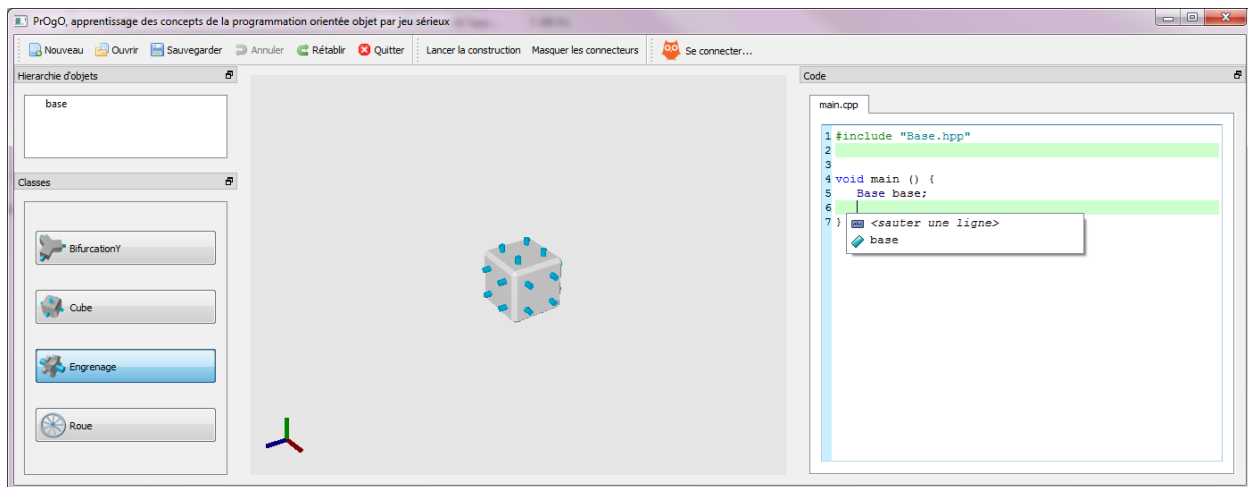 PrOgO, apprentissage des concepts de la programmation orientée objet par jeu sérieux
Nouveau Ouvrir Sauvegarder Annuler Rétablir Quitter Lancer la construction Masquer les connecteurs Se connecter...
Hierarchie d'objets
base
Classes
BifurcationY
Cube
Engrenage
Roue
Code
main.cpp
1 #include "Base.hpp"
2
3
4 void main () {
5 Base base;
6
7 }
<sauter une ligne>
base